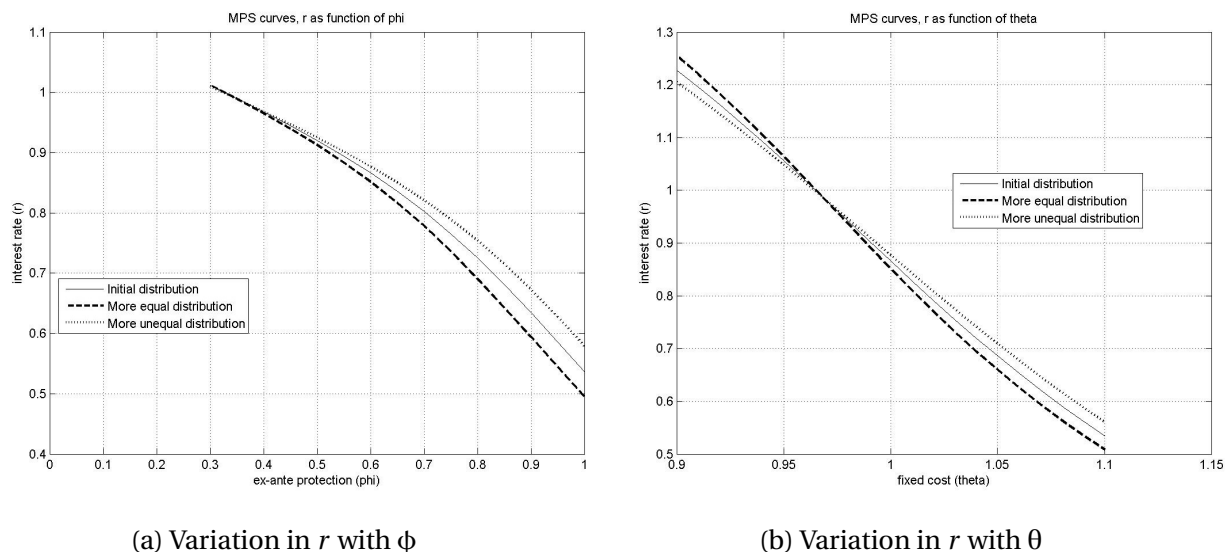 MPS curves, r as function of phi
1.1
1
0.9
0.8
0.7
0.6
0.5
0.4
interest rate (r)
Initial distribution
More equal distribution
More unequal distribution
0 0.1 0.2 0.3 0.4 0.5 0.6 0.7 0.8 0.9 1
ex-ante protection (phi)
(a) Variation in r with ϕ
MPS curves, r as function of theta
1.3
1.2
1.1
1
0.9
0.8
0.7
0.6
0.5
interest rate (r)
Initial distribution
More equal distribution
More unequal distribution
0.9 0.95 1 1.05 1.1 1.15
fixed cost (theta)
(b) Variation in r with θ